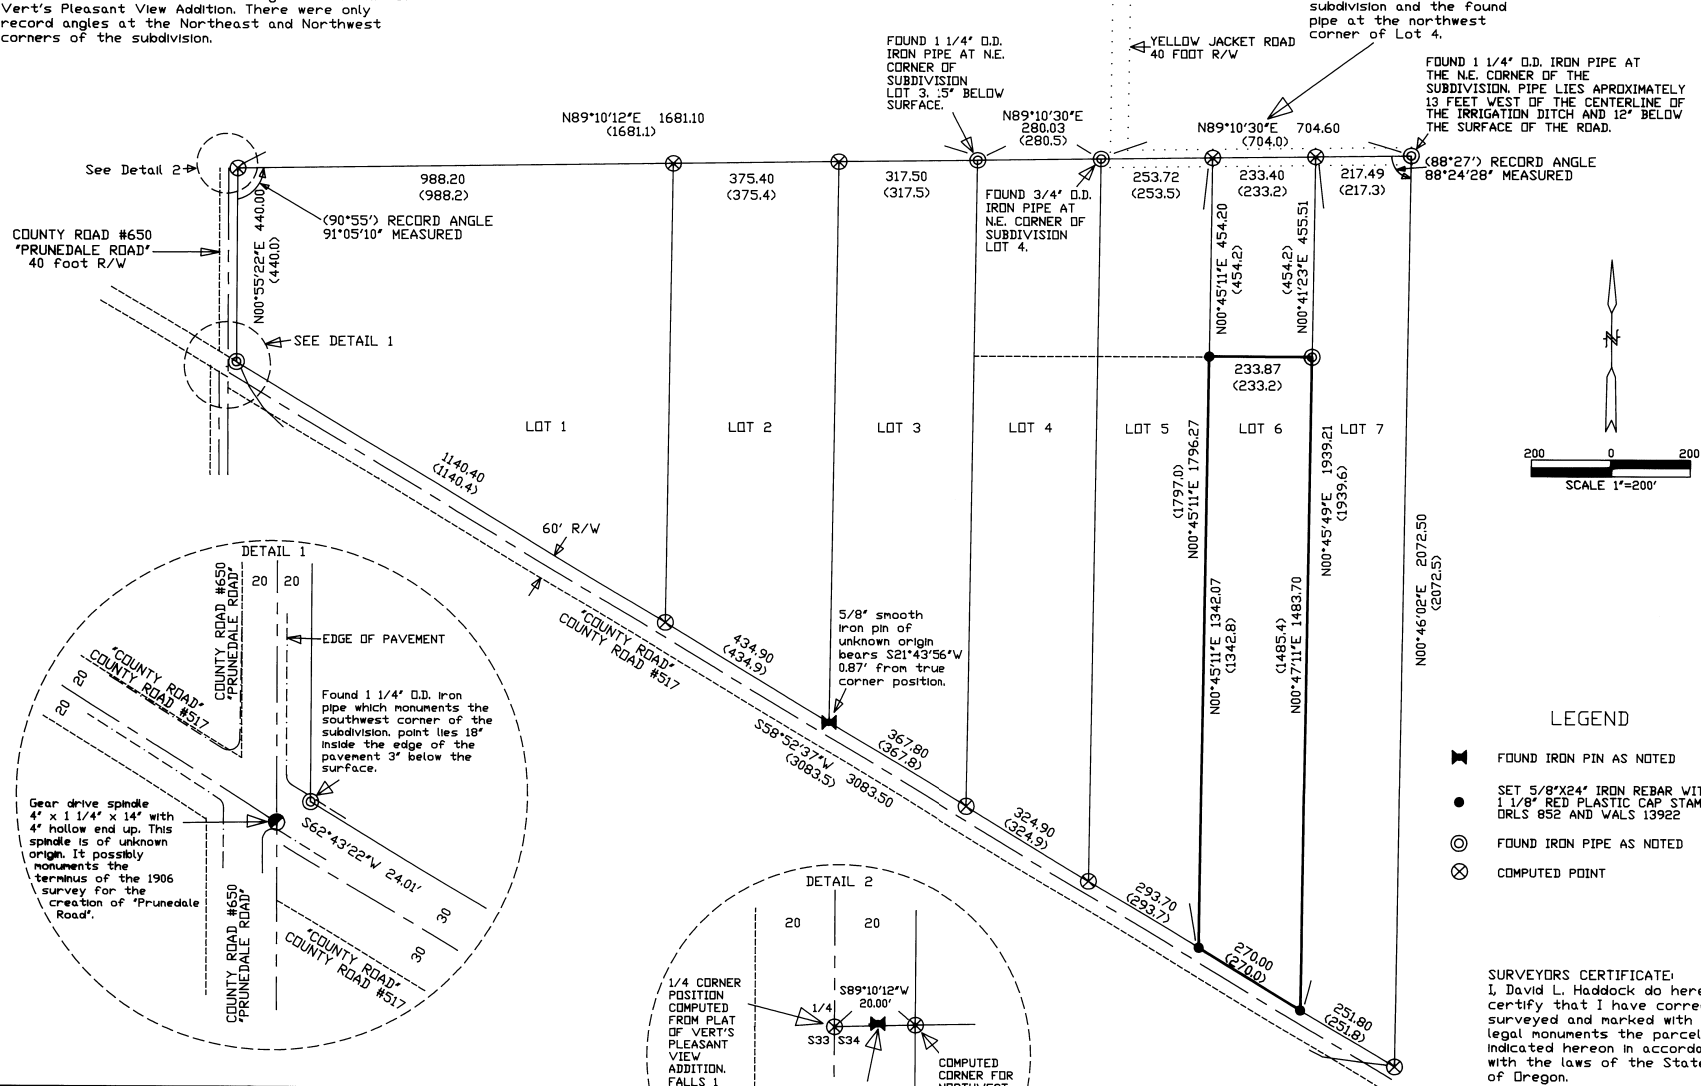 Vert's Pleasant View Addition. There were only
record angles at the Northeast and Northwest
corners of the subdivision.
subdivision and the found
pipe at the northwest
corner of Lot 4.
FOUND 1 1/4" O.D.
IRON PIPE AT N.E.
CORNER OF
SUBDIVISION
LOT 3. .5" BELOW
SURFACE.
YELLOW JACKET ROAD
40 FOOT R/W
FOUND 1 1/4" O.D. IRON PIPE AT
THE N.E. CORNER OF THE
SUBDIVISION. PIPE LIES APROXIMATELY
13 FEET WEST OF THE CENTERLINE OF
THE IRRIGATION DITCH AND 12" BELOW
THE SURFACE OF THE ROAD.
N89°10'12"E 1681.10
(1681.1)
N89°10'30"E
280.03
(280.5)
N89°10'30"E 704.60
(704.0)
See Detail 2
988.20
(988.2)
375.40
(375.4)
317.50
(317.5)
253.72
(253.5)
233.40
(233.2)
217.49
(217.3)
(88°27') RECORD ANGLE
88°24'28" MEASURED
FOUND 3/4" O.D.
IRON PIPE AT
N.E. CORNER OF
SUBDIVISION
LOT 4.
(90°55') RECORD ANGLE
91°05'10" MEASURED
COUNTY ROAD #650
"PRUNEDALE ROAD"
40 foot R/W
N00°55'22"E 440.00
(440.0)
N00°45'11"E 454.20
(454.2)
(454.2)
N00°41'23"E 455.51
SEE DETAIL 1
233.87
(233.2)
LOT 1
LOT 2
LOT 3
LOT 4
LOT 5
LOT 6
LOT 7
N
200 0 200
SCALE 1"=200'
1140.40
(1140.4)
(1797.0)
N00°45'11"E 1796.27
N00°45'49"E 1939.21
(1939.6)
60' R/W
N00°46'02"E 2072.50
(2072.5)
N00°45'11"E 1342.07
(1342.8)
(1485.4)
N00°47'11"E 1483.70
"COUNTY ROAD"
COUNTY ROAD #517
434.90
(434.9)
5/8" smooth
iron pin of
unknown origin
bears S21°43'56"W
0.87' from true
corner position.
S58°52'37"W 3083.50
(3083.5)
367.80
(367.8)
324.90
(324.9)
293.70
(293.7)
270.00
(270.0)
251.80
(251.8)
DETAIL 1
20 20
COUNTY ROAD #650
"PRUNEDALE ROAD"
EDGE OF PAVEMENT
"COUNTY ROAD"
COUNTY ROAD #517
20
20
Found 1 1/4" O.D. iron
pipe which monuments the
southwest corner of the
subdivision. point lies 18"
inside the edge of the
pavement 3" below the
surface.
Gear drive spindle
4" x 1 1/4" x 14" with
4" hollow end up. This
spindle is of unknown
origin. It possibly
monuments the
terminus of the 1906
survey for the
creation of "Prunedale
Road".
S62°43'22"W 24.01'
30
30
COUNTY ROAD #650
"PRUNEDALE ROAD"
"COUNTY ROAD"
COUNTY ROAD #517
DETAIL 2
20 20
1/4 CORNER
POSITION
COMPUTED
FROM PLAT
OF VERT'S
PLEASANT
VIEW
ADDITION.
FALLS 1
S89°10'12"W
20.00'
1/4
S33 S34
COMPUTED
CORNER FOR
LEGEND
FOUND IRON PIN AS NOTED
SET 5/8"X24" IRON REBAR WIT
1 1/8" RED PLASTIC CAP STAM
ORLS 852 AND WALS 13922
FOUND IRON PIPE AS NOTED
COMPUTED POINT
SURVEYORS CERTIFICATE:
I, David L. Haddock do here
certify that I have corre
surveyed and marked with
legal monuments the parcel
indicated hereon in accorda
with the laws of the Stat
of Oregon.